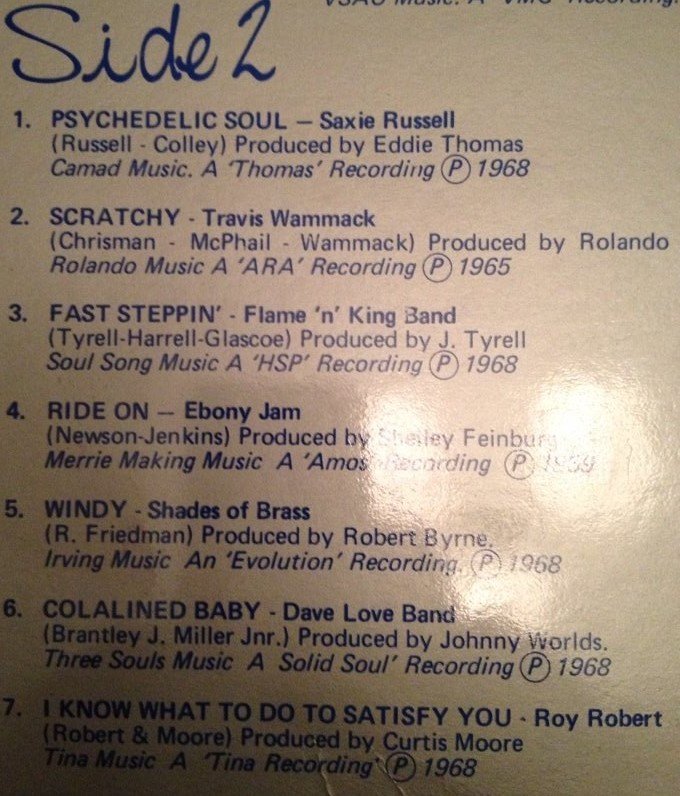 VSAC Music. A 'VMC' Recording.
Side 2
1. PSYCHEDELIC SOUL — Saxie Russell
(Russell - Colley) Produced by Eddie Thomas
Camad Music. A 'Thomas' Recording Ⓟ 1968
2. SCRATCHY - Travis Wammack
(Chrisman - McPhail - Wammack) Produced by Rolando
Rolando Music A 'ARA' Recording Ⓟ 1965
3. FAST STEPPIN' - Flame 'n' King Band
(Tyrell-Harrell-Glascoe) Produced by J. Tyrell
Soul Song Music A 'HSP' Recording Ⓟ 1968
4. RIDE ON — Ebony Jam
(Newson-Jenkins) Produced by Shelley Feinburg
Merrie Making Music A 'Amos' Recording Ⓟ 1969
5. WINDY - Shades of Brass
(R. Friedman) Produced by Robert Byrne.
Irving Music An 'Evolution' Recording. Ⓟ 1968
6. COLALINED BABY - Dave Love Band
(Brantley J. Miller Jnr.) Produced by Johnny Worlds.
Three Souls Music A Solid Soul' Recording Ⓟ 1968
7. I KNOW WHAT TO DO TO SATISFY YOU - Roy Robert
(Robert & Moore) Produced by Curtis Moore
Tina Music A 'Tina Recording' Ⓟ 1968